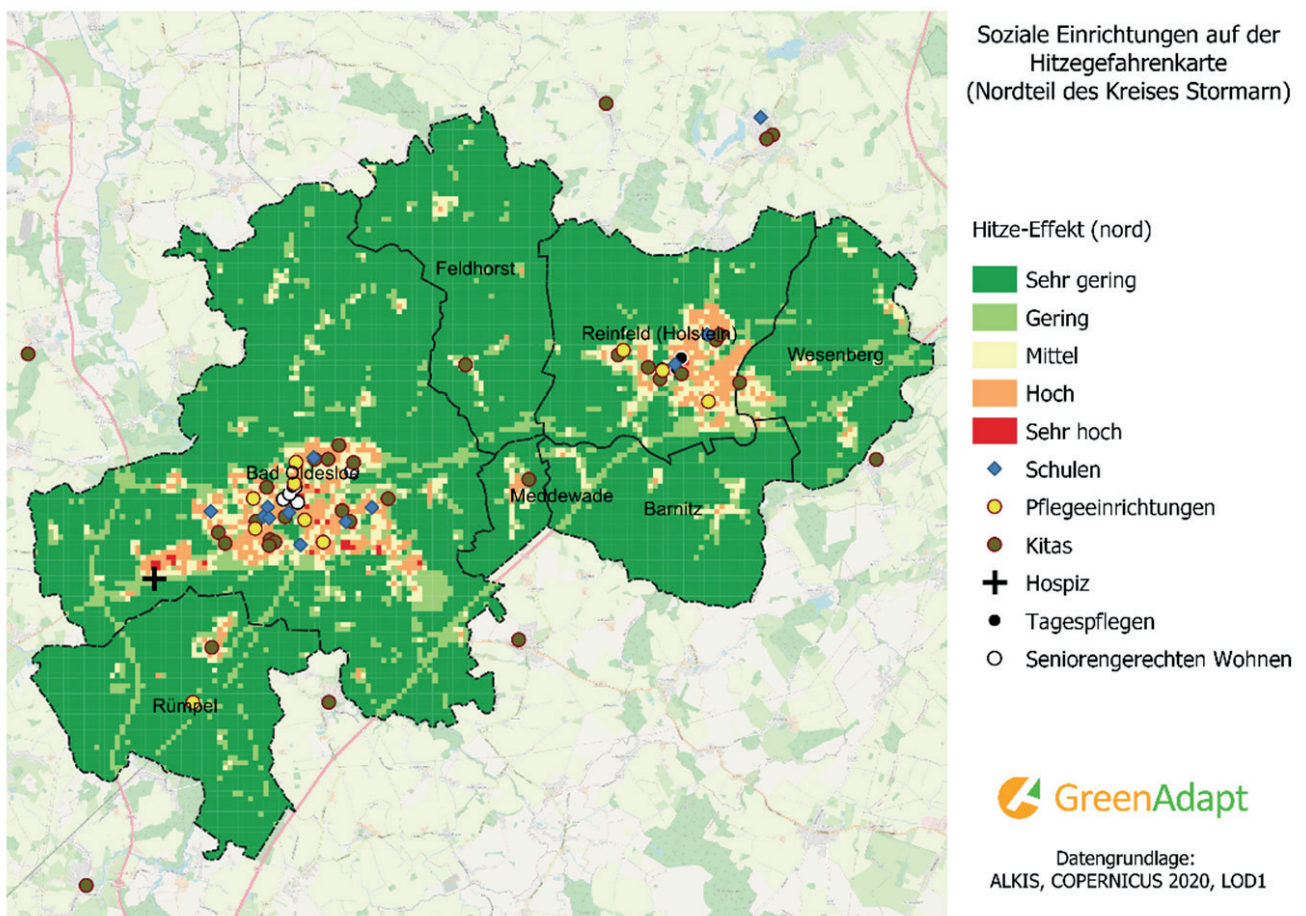 Soziale Einrichtungen auf der
Hitzegefahrenkarte
(Nordteil des Kreises Stormarn)
Hitze-Effekt (nord)
Sehr gering
Gering
Mittel
Hoch
Sehr hoch
Schulen
Pflegeeinrichtungen
Kitas
Hospiz
Tagespflegen
Seniorengerechten Wohnen
Feldhorst
Reinfeld (Holstein)
Wesenberg
Bad Oldesloe
Meddewade
Barnitz
Rümpel
GreenAdapt
Datengrundlage:
ALKIS, COPERNICUS 2020, LOD1